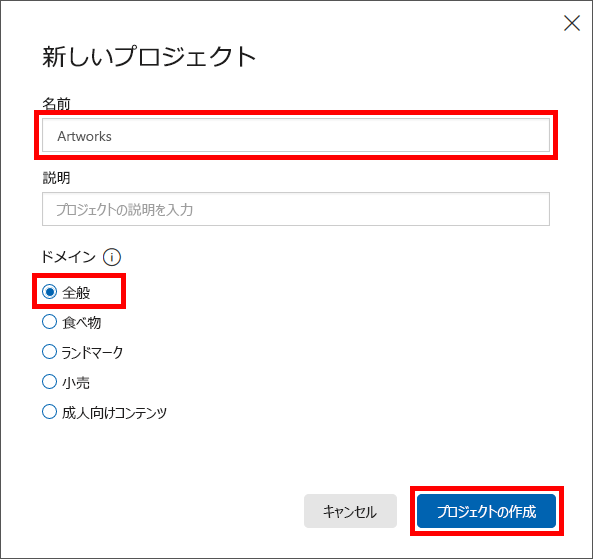 新しいプロジェクト
名前
Artworks
説明
プロジェクトの説明を入力
ドメイン i
全般
食べ物
ランドマーク
小売
成人向けコンテンツ
キャンセル プロジェクトの作成